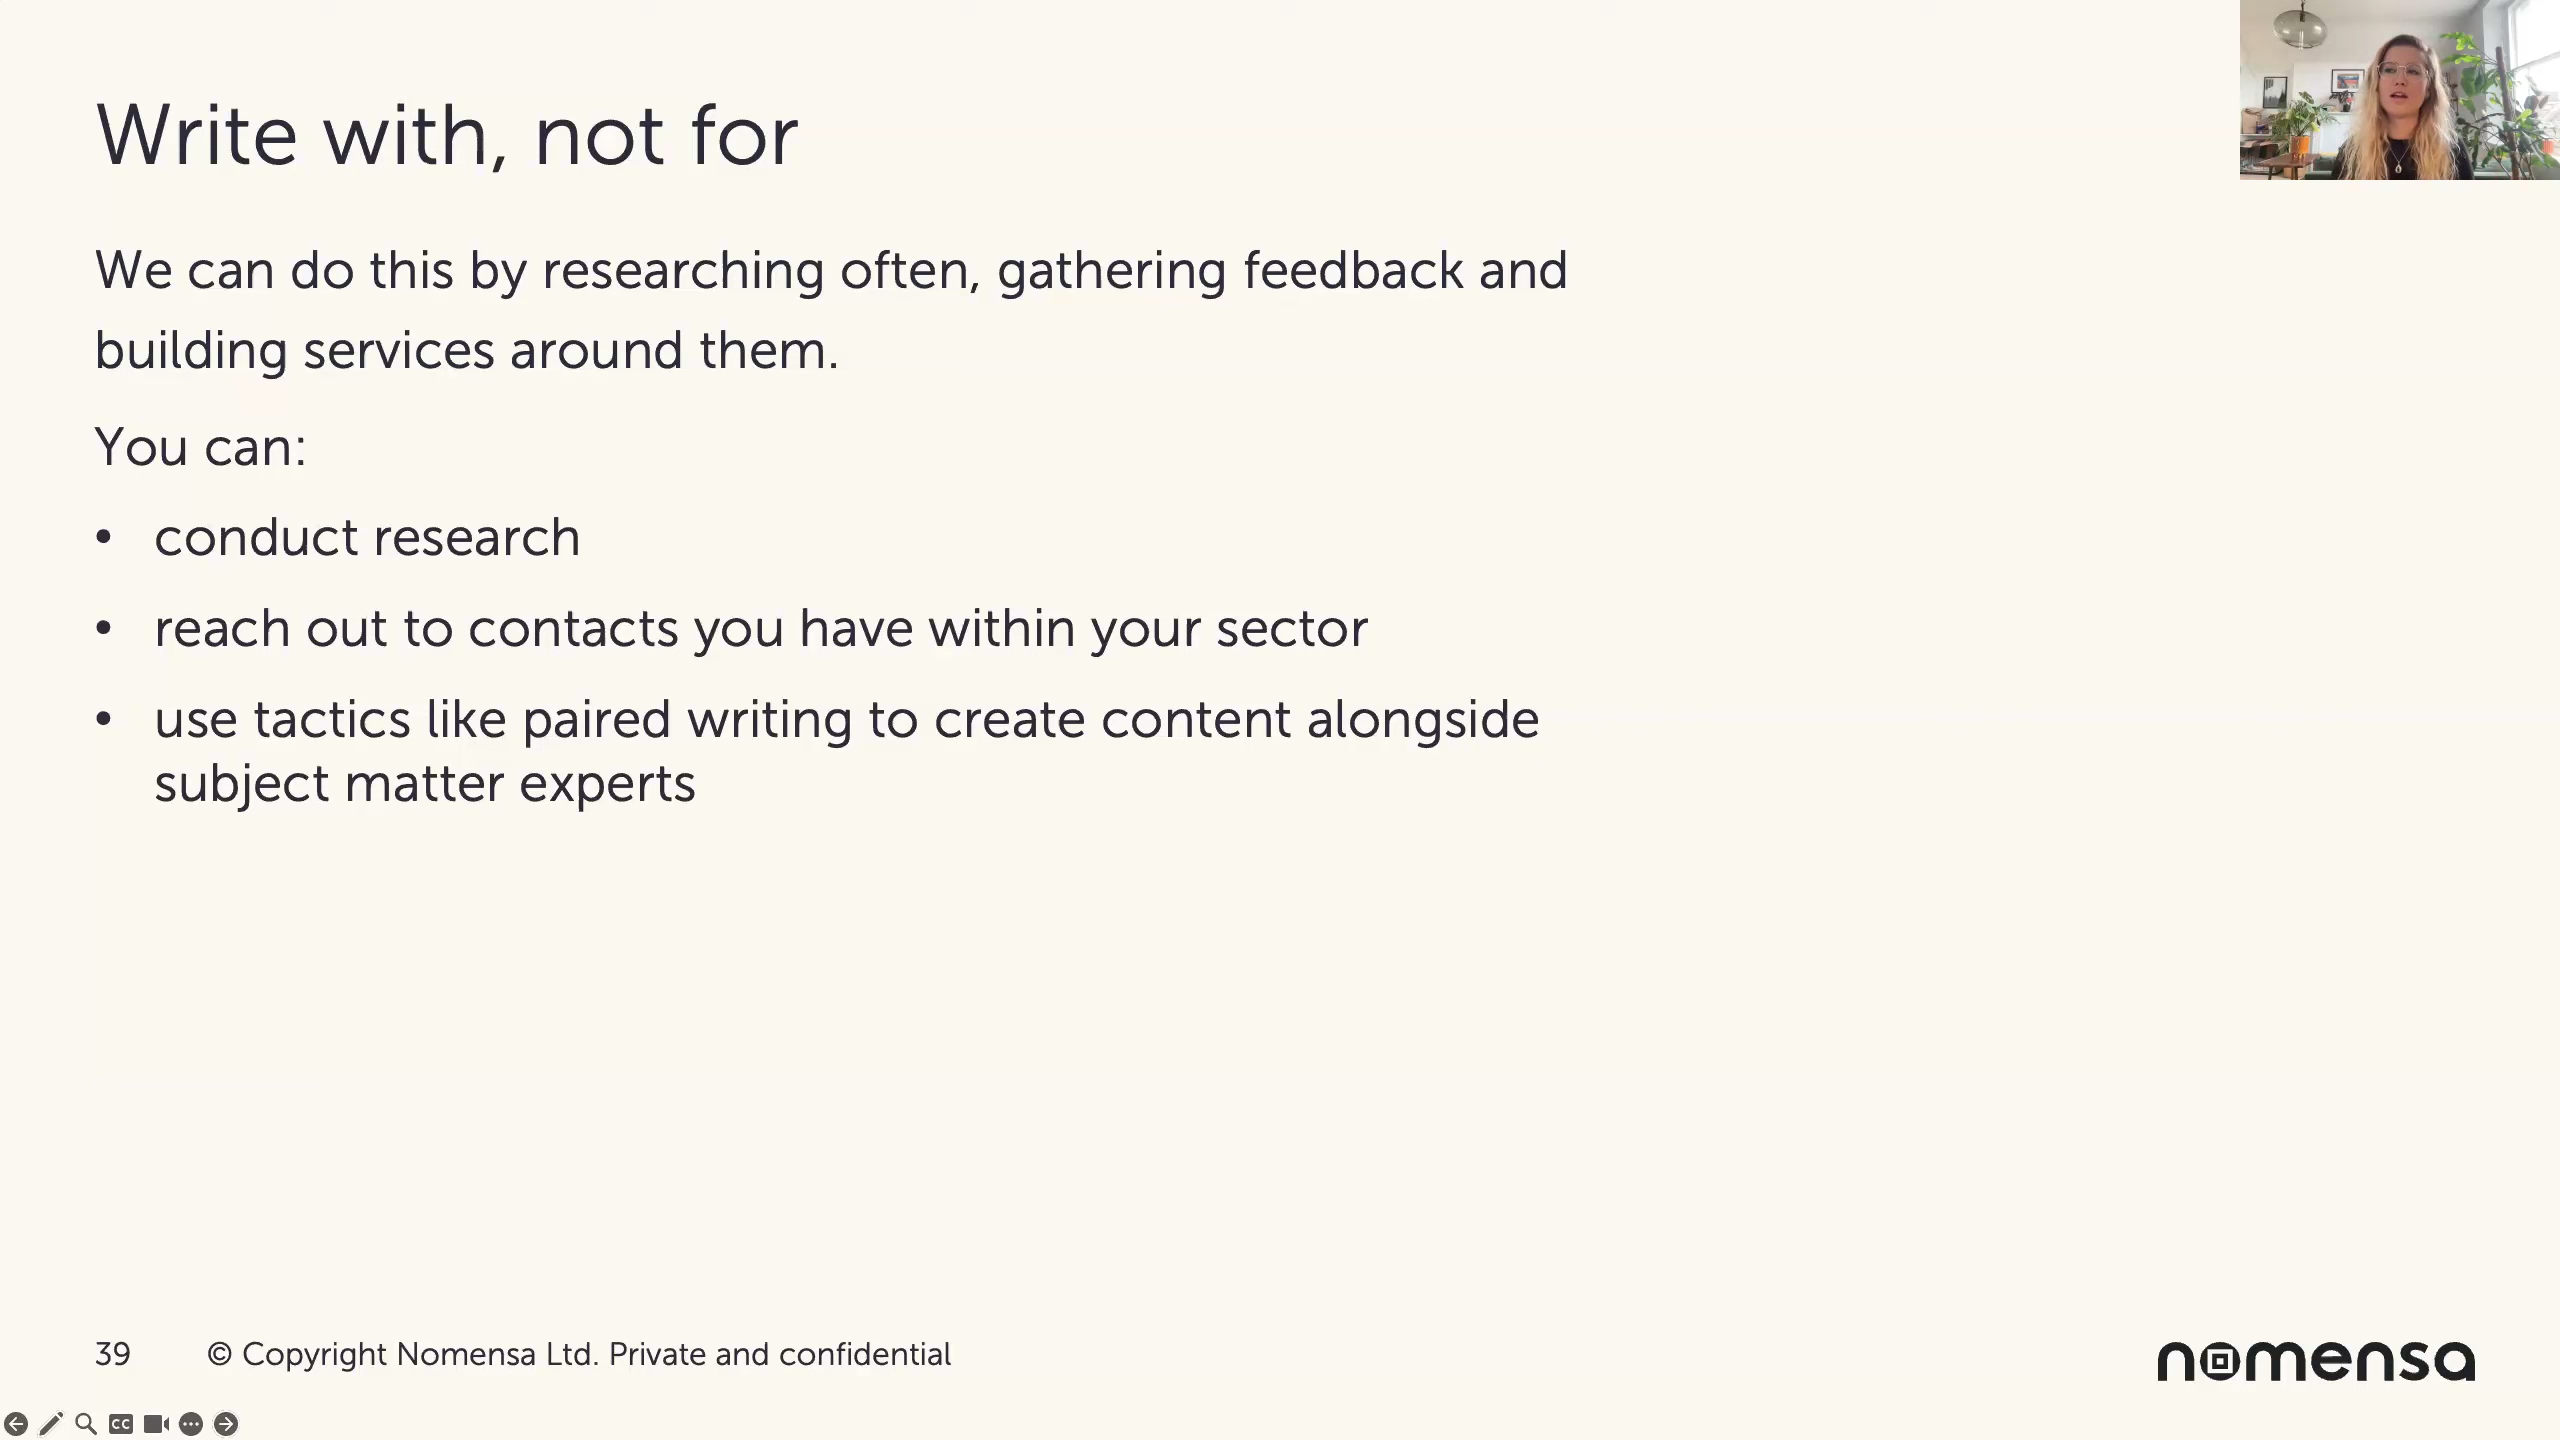 Write with, not for
We can do this by researching often, gathering feedback and
building services around them.
You can:
• conduct research
• reach out to contacts you have within your sector
• use tactics like paired writing to create content alongside
subject matter experts
39 © Copyright Nomensa Ltd. Private and confidential
nomensa
CC